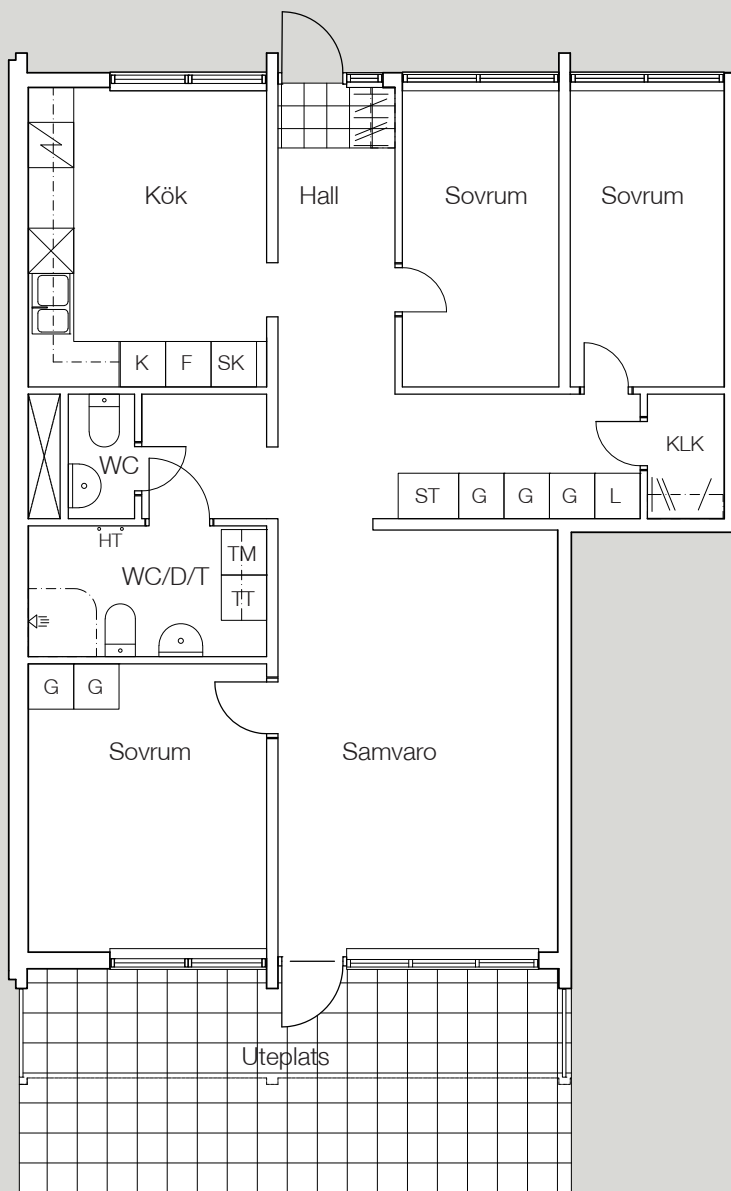 Kök
Hall
Sovrum
Sovrum
K
F
SK
WC
KLK
ST
G
G
G
L
HT
TM
WC/D/T
TT
G
G
Sovrum
Samvaro
Uteplats